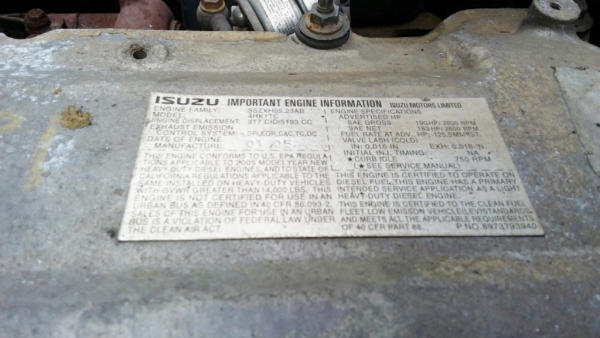 ISUZU IMPORTANT ENGINE INFORMATION ISUZU MOTORS LIMITED
ENGINE FAMILY: 5SZXH05.23AB
MODEL: 4HK1TC
ENGINE DISPLACEMENT: 317 CID/5193 CC
EXHAUST EMISSION
CONTROL SYSTEM: DFI,EGR,CAC,TC,OC
DATE OF ENGINE
MANUFACTURE
THIS ENGINE CONFORMS TO U.S. EPA REGULA-
TIONS APPLICABLE TO 2005 MODEL YEAR NEW
HEAVY-DUTY DIESEL ENGINES, AND TO STATE OF
CALIFORNIA REGULATIONS APPLICABLE TO THE
SAME INSTALLED ON HEAVY-DUTY VEHICLES
WITH GVWR GREATER THAN 14,000 LBS. THIS
ENGINE IS NOT CERTIFIED FOR USE IN AN
URBAN BUS AS DEFINED IN 40 CFR 86.093-2.
SALES OF THIS ENGINE FOR USE IN AN URBAN
BUS IS A VIOLATION OF FEDERAL LAW UNDER
THE CLEAN AIR ACT.
ENGINE SPECIFICATIONS
ADVERTISED HP
SAE GROSS : 190HP/ 2600 RPM
SAE NET : 2600 RPM
FUEL RATE AT ADV. HP: 125.5MM³/ST.
VALVE LASH (COLD)
IN: 0.016 IN EXH: 0.016 IN
INITIAL INJ. TIMING: NA
★CURB IDLE : 750 RPM
(★ SEE SERVICE MANUAL)
THIS ENGINE IS CERTIFIED TO OPERATE ON
DIESEL FUEL. THIS ENGINE HAS A PRIMARY
INTENDED SERVICE APPLICATION AS A LIGHT
HEAVY-DUTY DIESEL ENGINE.
THIS ENGINE IS CERTIFIED TO THE CLEAN FUEL
FLEET LOW EMISSION VEHICLE STANDARDS,
AND MEETS ALL THE APPLICABLE REQUIREMENTS
OF 40 CFR PART 88
P.NO. 8973793940